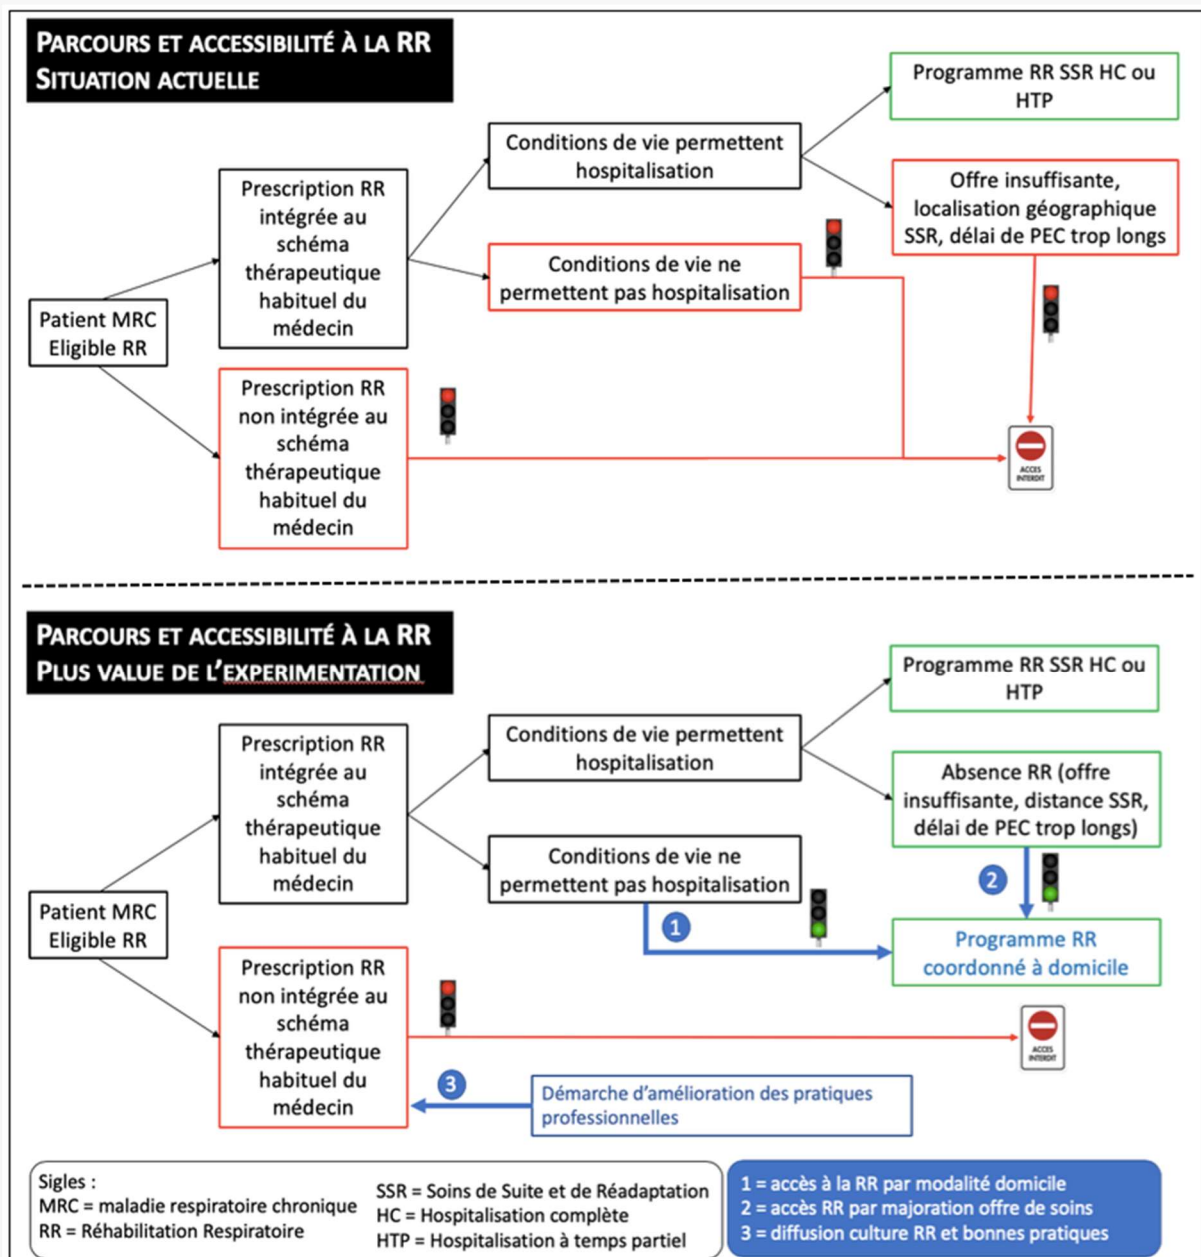 PARCOURS ET ACCESSIBILITÉ À LA RR
SITUATION ACTUELLE
Programme RR SSR HC ou
HTP
Conditions de vie permettent
hospitalisation
Prescription RR
intégrée au
schéma
thérapeutique
habituel du
médecin
Offre insuffisante,
localisation géographique
SSR, délai de PEC trop longs
Conditions de vie ne
permettent pas hospitalisation
Patient MRC
Eligible RR
Prescription RR
non intégrée au
schéma
thérapeutique
habituel du
médecin
ACCES
INTERDIT
PARCOURS ET ACCESSIBILITÉ À LA RR
PLUS VALUE DE L'EXPERIMENTATION
Programme RR SSR HC ou
HTP
Conditions de vie permettent
hospitalisation
Prescription RR
intégrée au
schéma
thérapeutique
habituel du
médecin
Absence RR (offre
insuffisante, distance SSR,
délai de PEC trop longs)
Conditions de vie ne
permettent pas hospitalisation
2
1
Patient MRC
Eligible RR
Programme RR
coordonné à domicile
Prescription RR
non intégrée au
schéma
thérapeutique
habituel du
médecin
ACCES
INTERDIT
3
Démarche d'amélioration des pratiques
professionnelles
Sigles :
MRC = maladie respiratoire chronique
RR = Réhabilitation Respiratoire
SSR = Soins de Suite et de Réadaptation
HC = Hospitalisation complète
HTP = Hospitalisation à temps partiel
1 = accès à la RR par modalité domicile
2 = accès RR par majoration offre de soins
3 = diffusion culture RR et bonnes pratiques